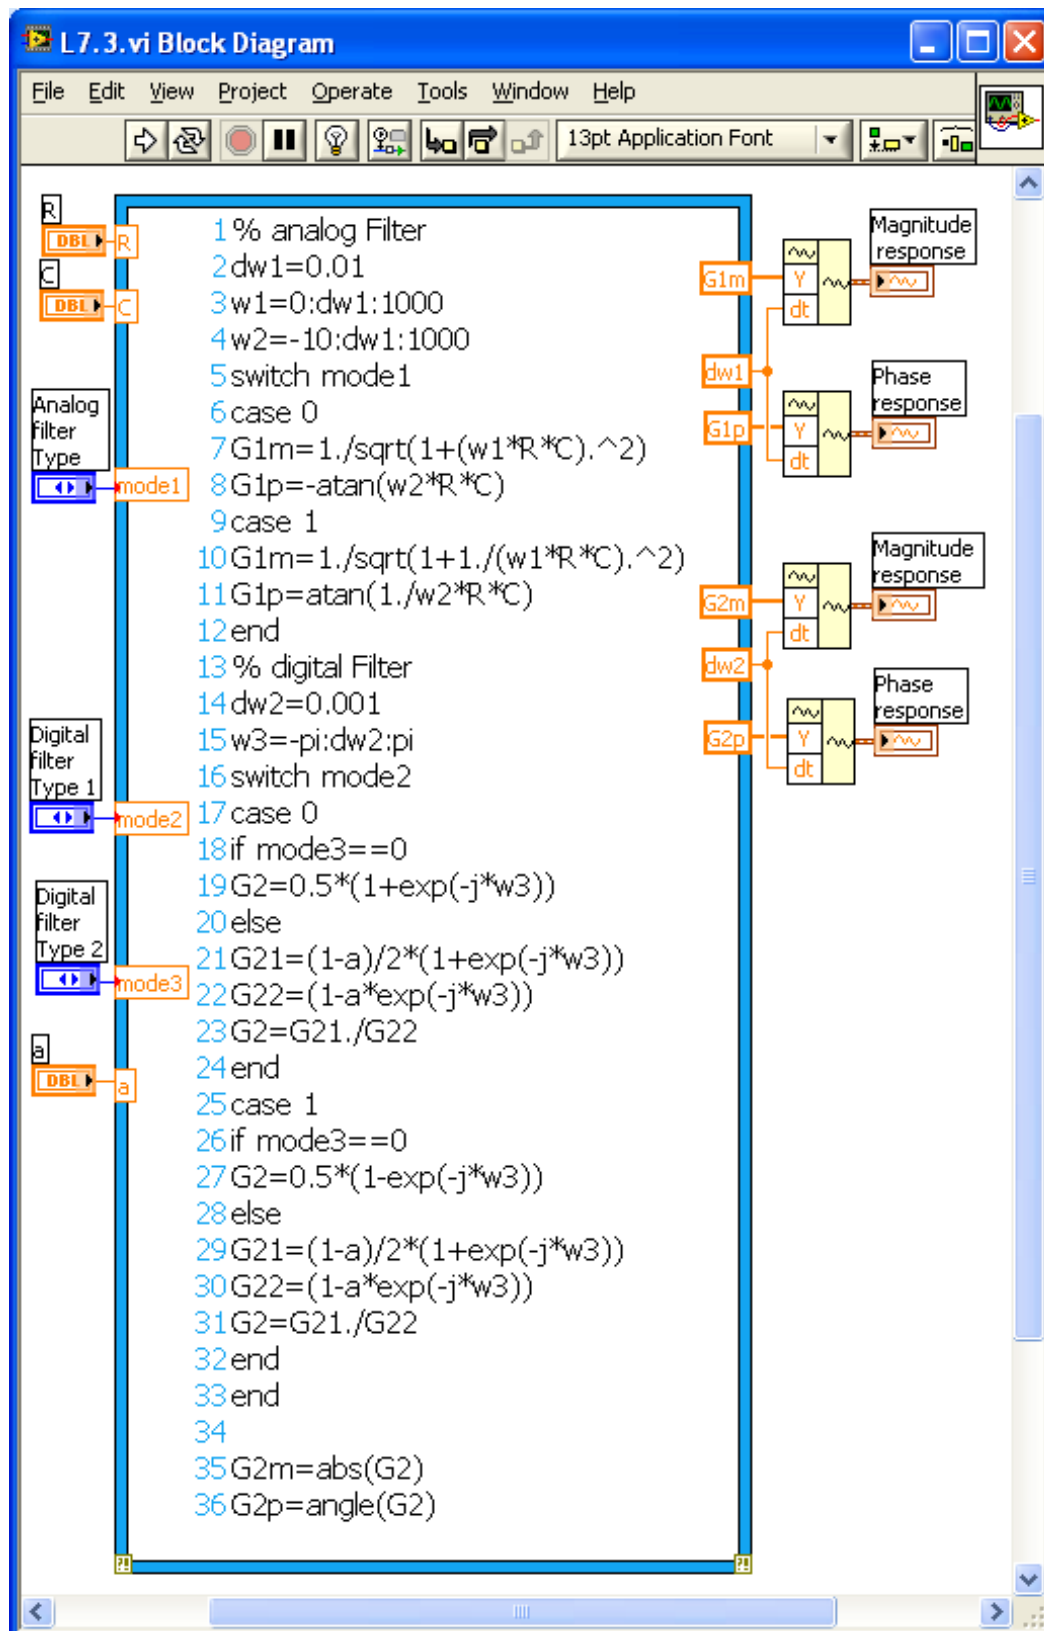 L7.3.vi Block Diagram
File Edit View Project Operate Tools Window Help
13pt Application Font
R
DBL
R
C
DBL
C
Analog
filter
Type
mode1
Digital
filter
Type 1
mode2
Digital
filter
Type 2
mode3
a
DBL
a
1 % analog Filter
2 dw1=0.01
3 w1=0:dw1:1000
4 w2=-10:dw1:1000
5 switch mode1
6 case 0
7 G1m=1./sqrt(1+(w1*R*C).^2)
8 G1p=-atan(w2*R*C)
9 case 1
10 G1m=1./sqrt(1+1./(w1*R*C).^2)
11 G1p=atan(1./w2*R*C)
12 end
13 % digital Filter
14 dw2=0.001
15 w3=-pi:dw2:pi
16 switch mode2
17 case 0
18 if mode3==0
19 G2=0.5*(1+exp(-j*w3))
20 else
21 G21=(1-a)/2*(1+exp(-j*w3))
22 G22=(1-a*exp(-j*w3))
23 G2=G21./G22
24 end
25 case 1
26 if mode3==0
27 G2=0.5*(1-exp(-j*w3))
28 else
29 G21=(1-a)/2*(1+exp(-j*w3))
30 G22=(1-a*exp(-j*w3))
31 G2=G21./G22
32 end
33 end
34
35 G2m=abs(G2)
36 G2p=angle(G2)
G1m
Y
dt
Magnitude
response
dw1
G1p
Y
dt
Phase
response
G2m
Y
dt
Magnitude
response
dw2
G2p
Y
dt
Phase
response